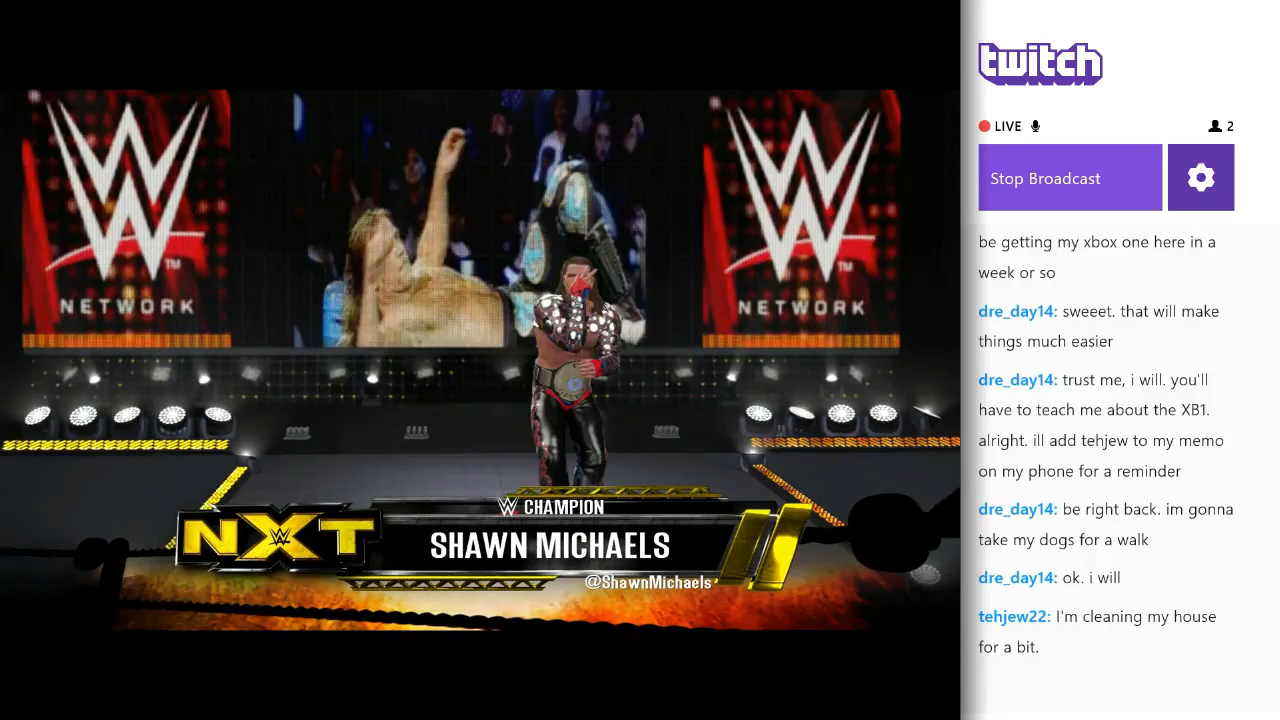 W
TM
NETWORK
W
TM
NETWORK
NXT
W CHAMPION
SHAWN MICHAELS
@ShawnMichaels
twitch
LIVE
2
Stop Broadcast
be getting my xbox one here in a
week or so
dre_day14: sweeet. that will make
things much easier
dre_day14: trust me, i will. you'll
have to teach me about the XB1.
alright. ill add tehjew to my memo
on my phone for a reminder
dre_day14: be right back. im gonna
take my dogs for a walk
dre_day14: ok. i will
tehjew22: I'm cleaning my house
for a bit.